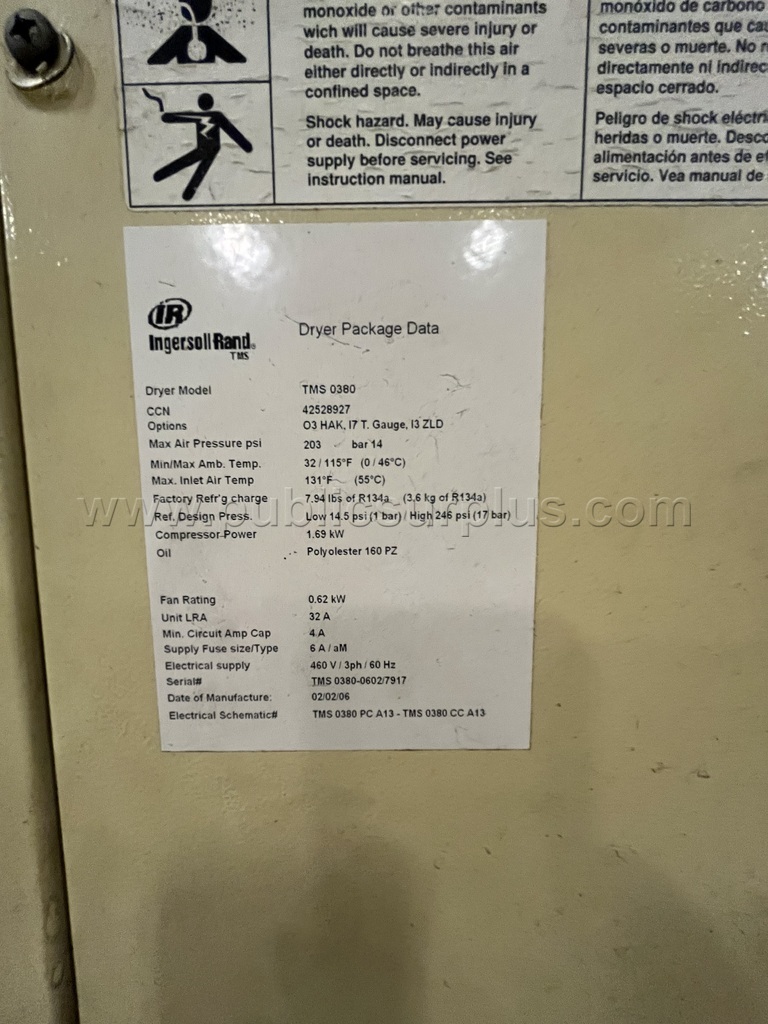 monoxide or other contaminants
wich will cause severe injury or
death. Do not breathe this air
either directly or indirectly in a
confined space.
Shock hazard. May cause injury
or death. Disconnect power
supply before servicing. See
instruction manual.
monóxido de carbono
contaminantes que
severas o muerte. No
directamente ni
espacio cerrado.
Peligro de shock
heridas o muerte.
alimentación antes de
servicio. Vea manual de
IR
Ingersoll-Rand®
TMS
Dryer Package Data
Dryer Model TMS 0380
CCN 42528927
Options O3 HAK, I7 T. Gauge, I3 ZLD
Max Air Pressure psi 203 bar 14
Min/Max Amb. Temp. 32 / 115°F (0 / 46°C)
Max. Inlet Air Temp 131°F (55°C)
Factory Refr'g charge 7.94 lbs of R134a (3,6 kg of R134a)
Ref. Design Press. Low 14.5 psi (1 bar) / High 246 psi (17 bar)
Compressor Power 1.69 kW
Oil Polyolester 160 PZ
Fan Rating 0.62 kW
Unit LRA 32 A
Min. Circuit Amp Cap 4 A
Supply Fuse size/Type 6 A / aM
Electrical supply 460 V / 3ph / 60 Hz
Serial# TMS 0380-0602/7917
Date of Manufacture: 02/02/06
Electrical Schematic# TMS 0380 PC A13 - TMS 0380 CC A13
www.publicsurplus.com